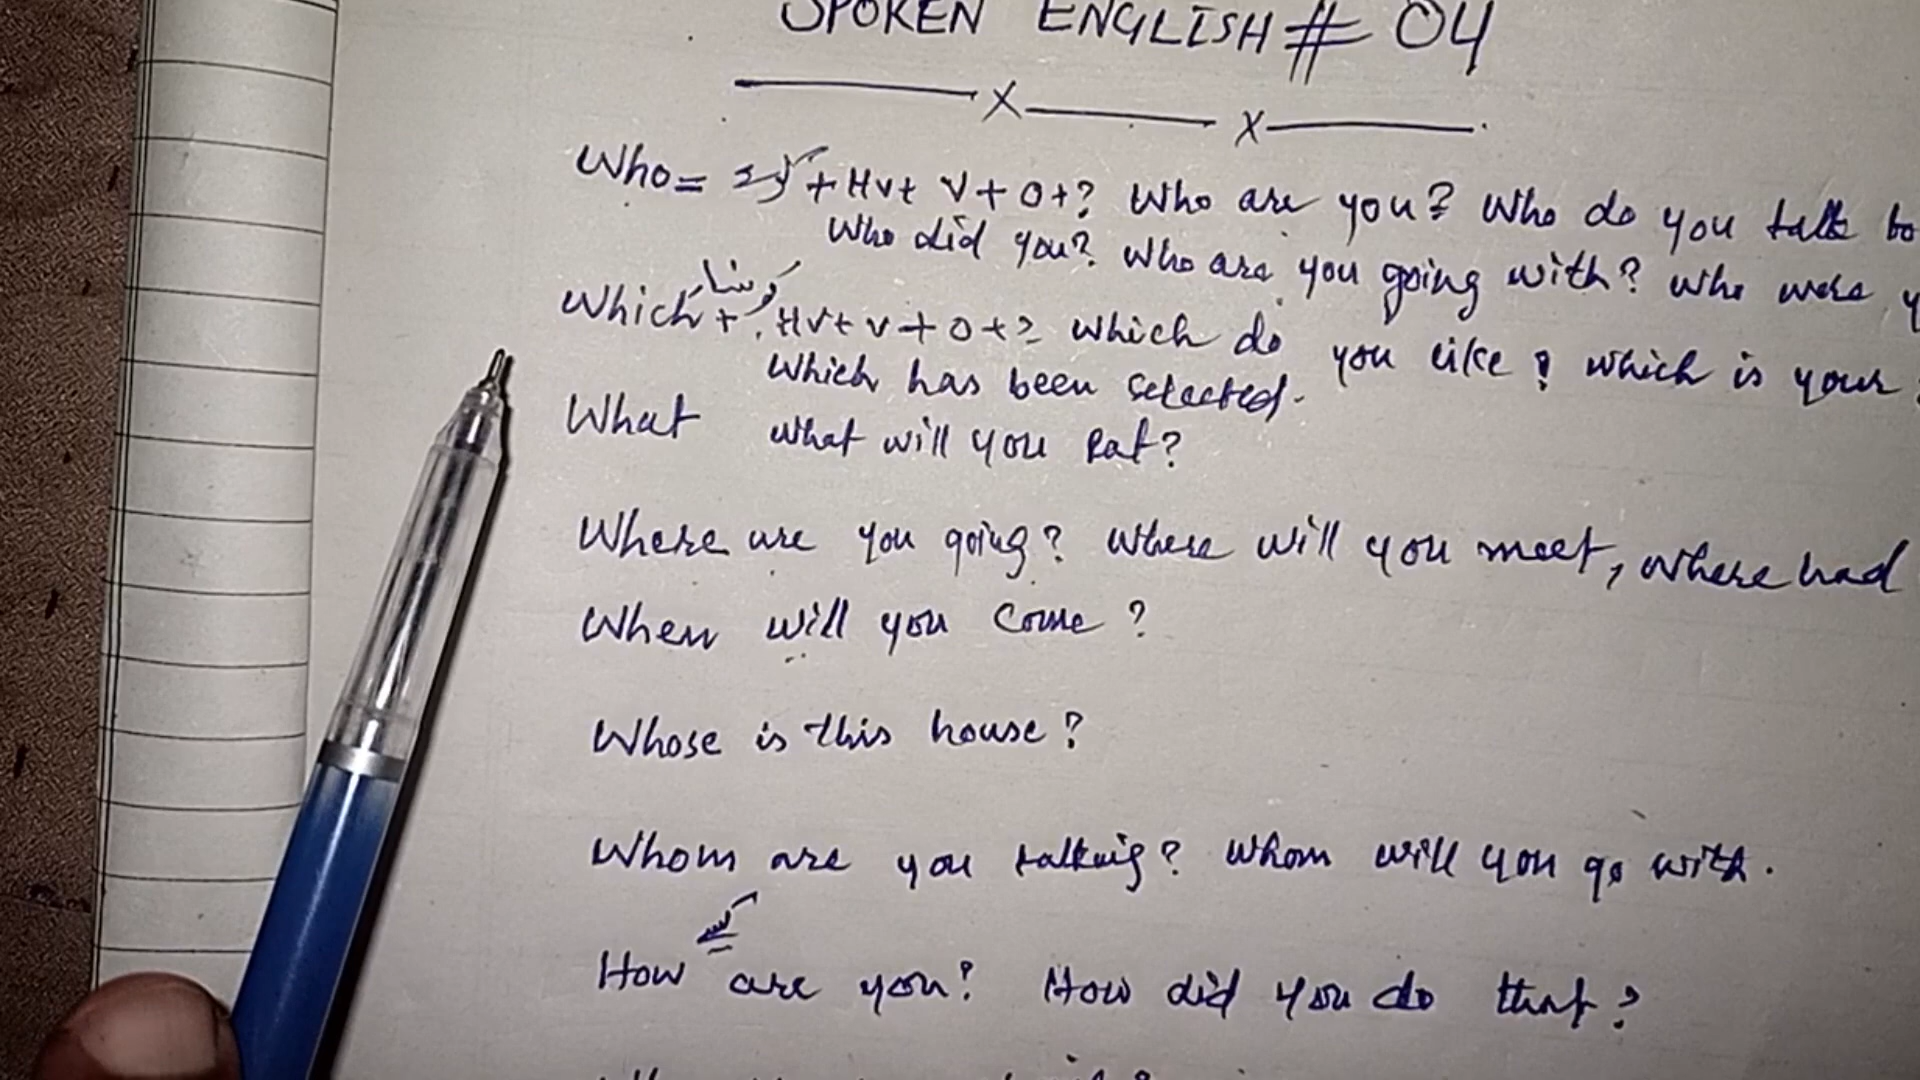 SPOKEN ENGLISH # 04
x x
Who = + Hv + V + O + ? Who are you? Who do you talk to
Who did you? Who are you going with? Who were y
کونسا
Which + Hv + v + o + ? Which do you like ? which is your
Which has been selected.
What What will you Eat?
Where are you going? Where will you meet, where had
When will you come ?
Whose is this house ?
Whom are you talking? Whom will you go with.
کیسے
How are you? How did you do that ?